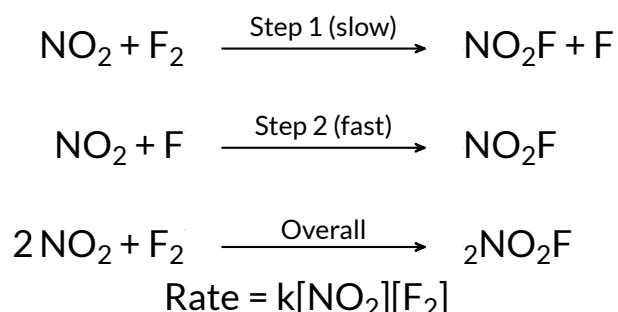 NO₂ + F₂ Step 1 (slow) NO₂F + F
NO₂ + F Step 2 (fast) NO₂F
2 NO₂ + F₂ Overall ₂NO₂F
Rate = k[NO₂][F₂]